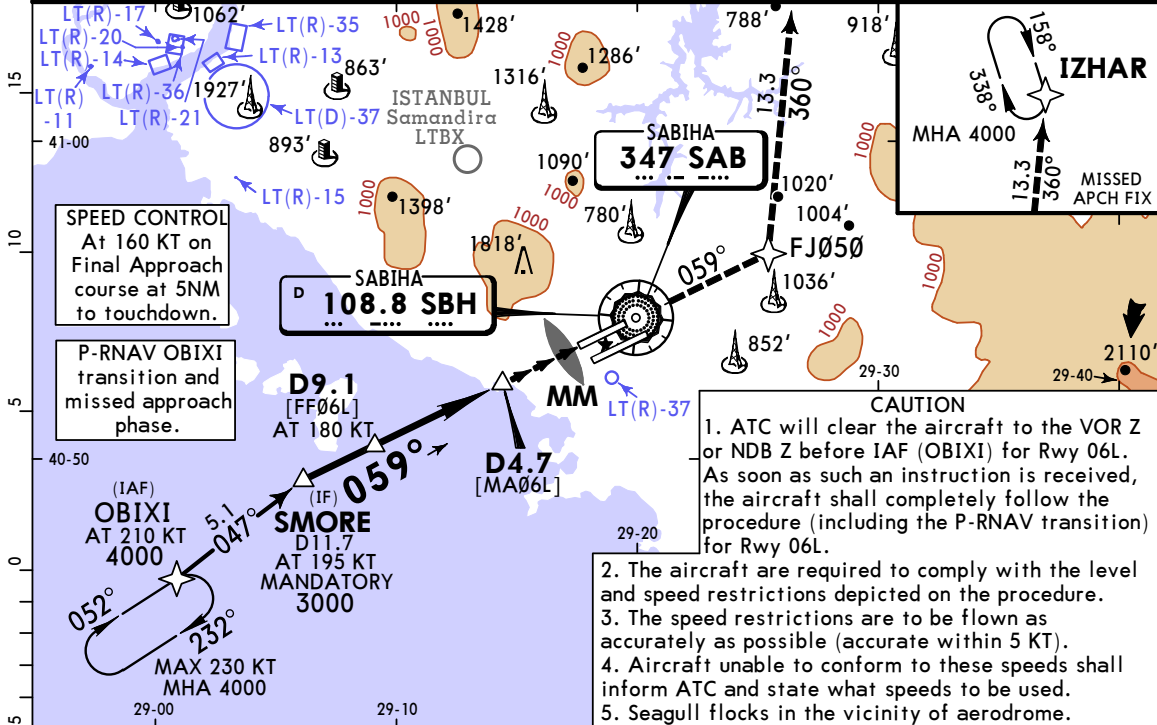 LT(R)-17
1062'
LT(R)-35
LT(R)-20
LT(R)-14
LT(R)-13
LT(R)
-11
LT(R)-36
LT(R)-21
1927'
863'
LT(D)-37
893'
LT(R)-15
ISTANBUL
Samandira
LTBX
1000
1000
1428'
1000
1286'
1316'
788'
918'
13.3
360°
158°
338°
IZHAR
MHA 4000
13.3
360°
MISSED
APCH FIX
15
41-00
SABIHA
347 SAB
1090'
1000
1000
1398'
1000
1818'
780'
1020'
1004'
1000
1000
FJØ5Ø
1036'
059°
SPEED CONTROL
At 160 KT on
Final Approach
course at 5NM
to touchdown.
10
SABIHA
D 108.8 SBH
852'
1000
2110'
29-30
29-40
P-RNAV OBIXI
transition and
missed approach
phase.
D9.1
[FFØ6L]
AT 180 KT
MM
LT(R)-37
5
40-50
059°
D4.7
[MAØ6L]
CAUTION
1. ATC will clear the aircraft to the VOR Z
or NDB Z before IAF (OBIXI) for Rwy 06L.
As soon as such an instruction is received,
the aircraft shall completely follow the
procedure (including the P-RNAV transition)
for Rwy 06L.
2. The aircraft are required to comply with the level
and speed restrictions depicted on the procedure.
3. The speed restrictions are to be flown as
accurately as possible (accurate within 5 KT).
4. Aircraft unable to conform to these speeds shall
inform ATC and state what speeds to be used.
5. Seagull flocks in the vicinity of aerodrome.
(IAF)
OBIXI
AT 210 KT
4000
5.1
047°
(IF)
SMORE
D11.7
AT 195 KT
MANDATORY
3000
29-20
0
052°
232°
MAX 230 KT
MHA 4000
5
29-00
29-10